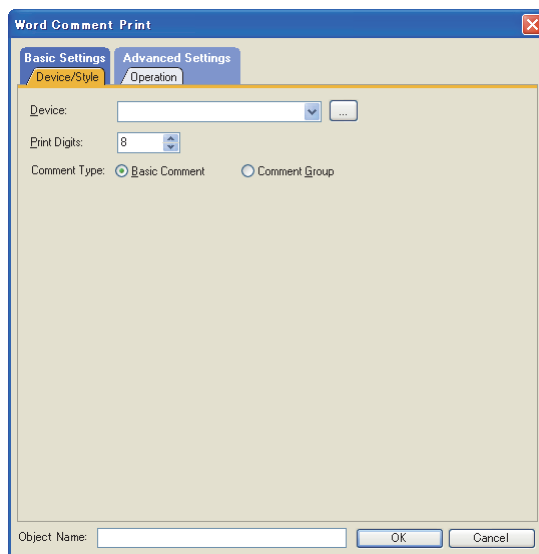 Word Comment Print
Basic Settings Advanced Settings
Device/Style Operation
Device: ...
Print Digits: 8
Comment Type: Basic Comment Comment Group
Object Name: OK Cancel